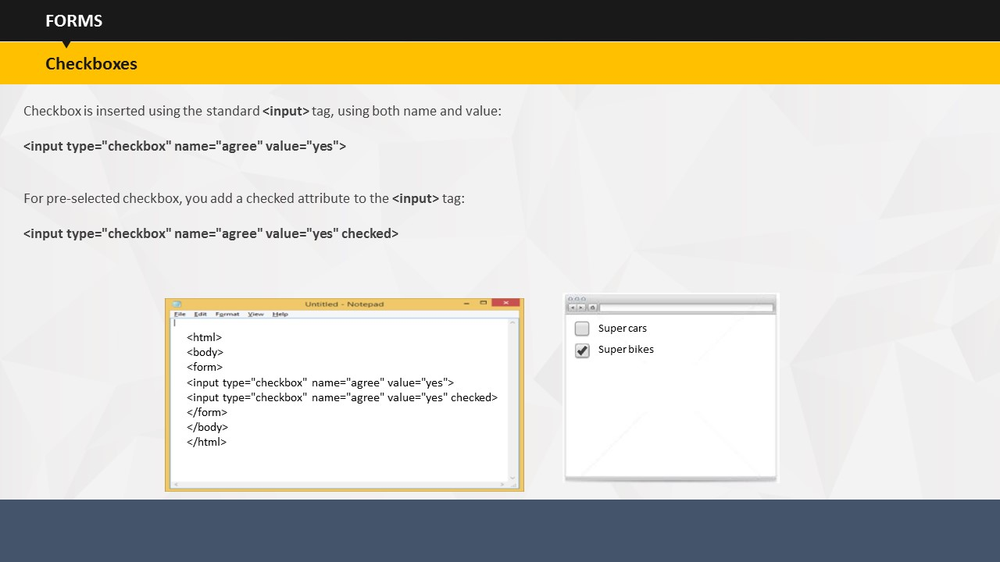 FORMS
Checkboxes
Checkbox is inserted using the standard <input> tag, using both name and value:
<input type="checkbox" name="agree" value="yes">
For pre-selected checkbox, you add a checked attribute to the <input> tag:
<input type="checkbox" name="agree" value="yes" checked>
Untitled - Notepad
File Edit Format View Help
<html>
<body>
<form>
<input type="checkbox" name="agree" value="yes">
<input type="checkbox" name="agree" value="yes" checked>
</form>
</body>
</html>
Super cars
Super bikes